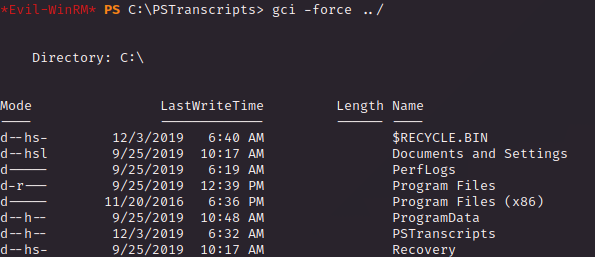 *Evil-WinRM* PS C:\PSTranscripts> gci -force ../
Directory: C:\
Mode LastWriteTime Length Name
---- ------------- ------ ----
d--hs- 12/3/2019 6:40 AM $RECYCLE.BIN
d--hsl 9/25/2019 10:17 AM Documents and Settings
d----- 9/25/2019 6:19 AM PerfLogs
d-r--- 9/25/2019 12:39 PM Program Files
d----- 11/20/2016 6:36 PM Program Files (x86)
d--h-- 9/25/2019 10:48 AM ProgramData
d--h-- 12/3/2019 6:32 AM PSTranscripts
d--hs- 9/25/2019 10:17 AM Recovery